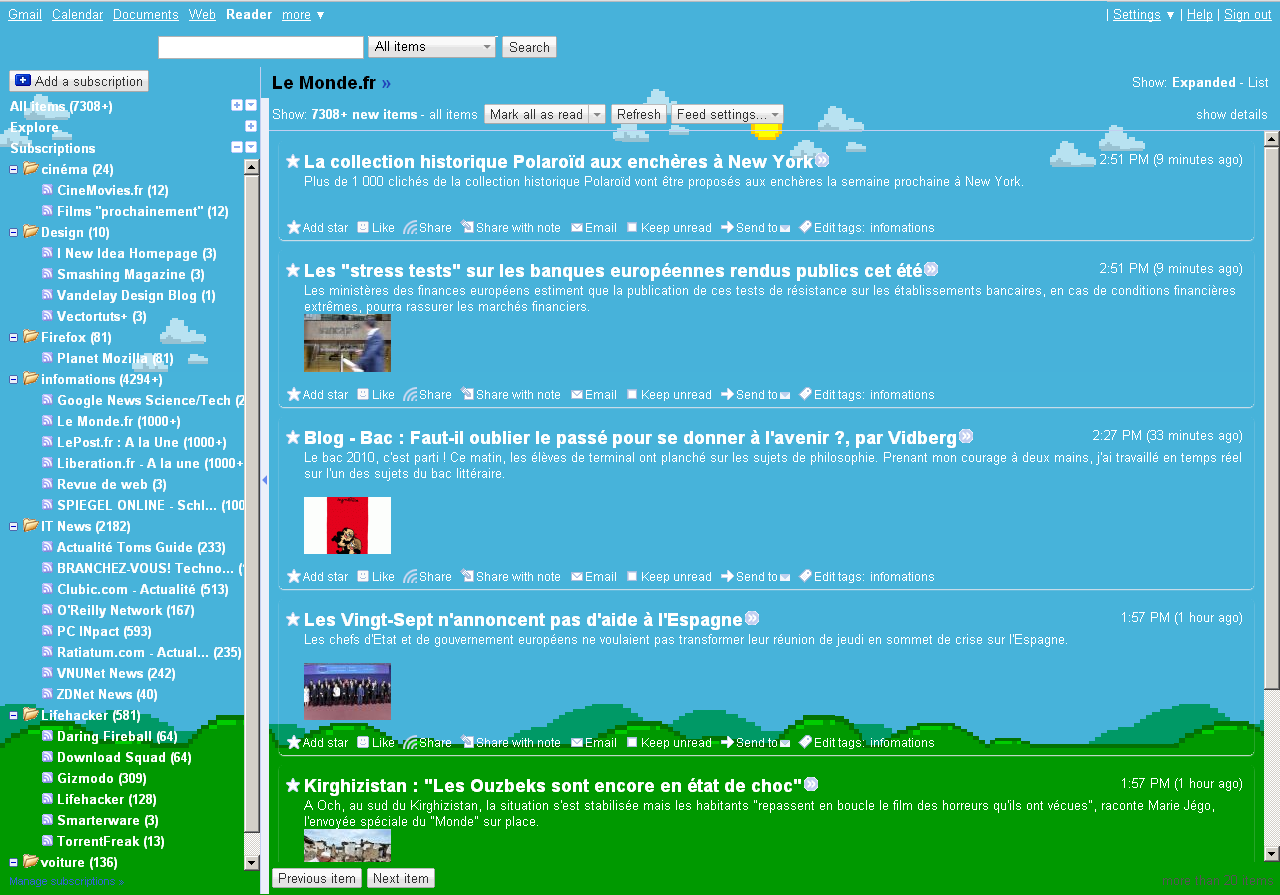 Gmail Calendar Documents Web Reader more ▼
| Settings ▼ | Help | Sign out
All items Search
Add a subscription
All items (7308+)
Explore
Subscriptions
cinéma (24)
CineMovies.fr (12)
Films "prochainement" (12)
Design (10)
I New Idea Homepage (3)
Smashing Magazine (3)
Vandelay Design Blog (1)
Vectortuts+ (3)
Firefox (81)
Planet Mozilla (81)
infomations (4294+)
Google News Science/Tech (2
Le Monde.fr (1000+)
LePost.fr : A la Une (1000+)
Liberation.fr - A la une (1000+
Revue de web (3)
SPIEGEL ONLINE - Schl... (100
IT News (2182)
Actualité Toms Guide (233)
BRANCHEZ-VOUS! Techno... (
Clubic.com - Actualité (513)
O'Reilly Network (167)
PC INpact (593)
Ratiatum.com - Actual... (235)
VNUNet News (242)
ZDNet News (40)
Lifehacker (581)
Daring Fireball (64)
Download Squad (64)
Gizmodo (309)
Lifehacker (128)
Smarterware (3)
TorrentFreak (13)
voiture (136)
Manage subscriptions
Le Monde.fr »
Show: Expanded - List
Show: 7308+ new items - all items Mark all as read Refresh Feed settings...
show details
La collection historique Polaroïd aux enchères à New York
2:51 PM (9 minutes ago)
Plus de 1 000 clichés de la collection historique Polaroïd vont être proposés aux enchères la semaine prochaine à New York.
Add star Like Share Share with note Email Keep unread Send to Edit tags: infomations
Les "stress tests" sur les banques européennes rendus publics cet été
2:51 PM (9 minutes ago)
Les ministères des finances européens estiment que la publication de ces tests de résistance sur les établissements bancaires, en cas de conditions financières
extrêmes, pourra rassurer les marchés financiers.
Add star Like Share Share with note Email Keep unread Send to Edit tags: infomations
Blog - Bac : Faut-il oublier le passé pour se donner à l'avenir ?, par Vidberg
2:27 PM (33 minutes ago)
Le bac 2010, c'est parti ! Ce matin, les élèves de terminal ont planché sur les sujets de philosophie. Prenant mon courage à deux mains, j'ai travaillé en temps réel
sur l'un des sujets du bac littéraire.
Add star Like Share Share with note Email Keep unread Send to Edit tags: infomations
Les Vingt-Sept n'annoncent pas d'aide à l'Espagne
1:57 PM (1 hour ago)
Les chefs d'Etat et de gouvernement européens ne voulaient pas transformer leur réunion de jeudi en sommet de crise sur l'Espagne.
Add star Like Share Share with note Email Keep unread Send to Edit tags: infomations
Kirghizistan : "Les Ouzbeks sont encore en état de choc"
1:57 PM (1 hour ago)
A Och, au sud du Kirghizistan, la situation s'est stabilisée mais les habitants "repassent en boucle le film des horreurs qu'ils ont vécues", raconte Marie Jégo,
l'envoyée spéciale du "Monde" sur place.
Previous item Next item